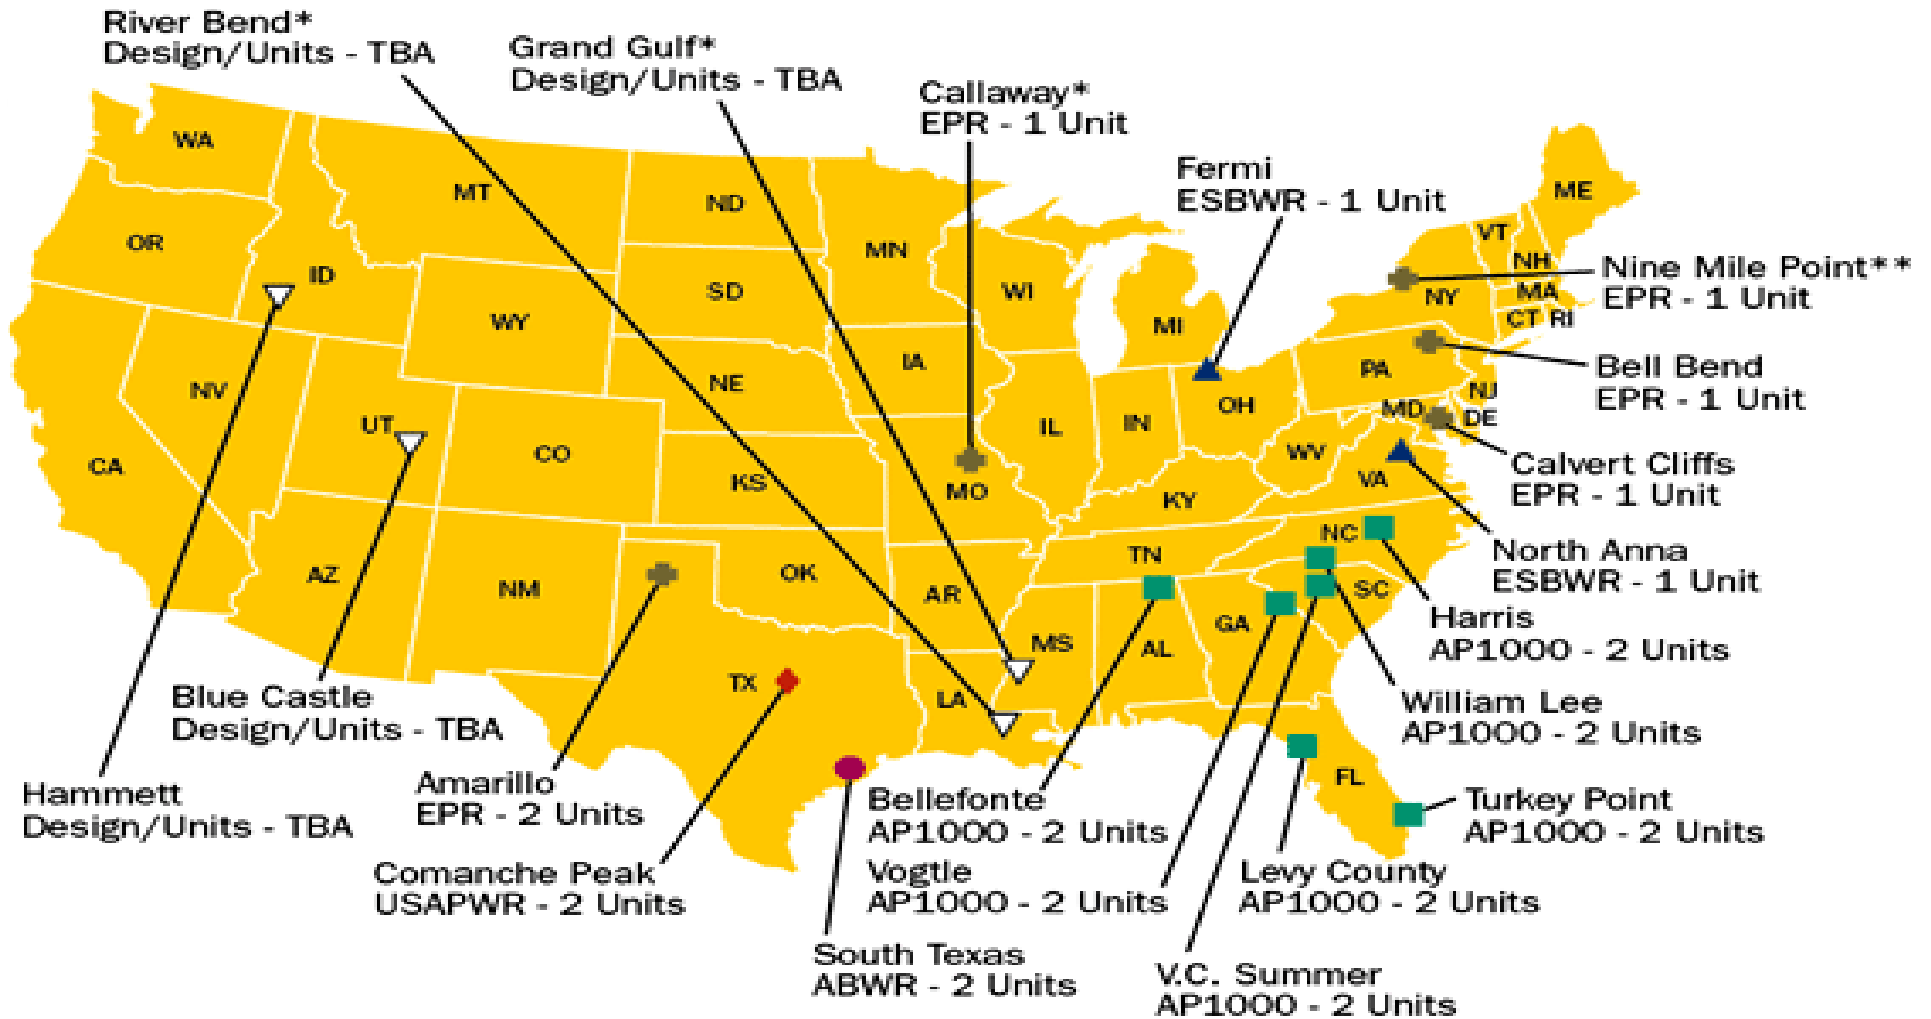 River Bend*
Design/Units - TBA
Grand Gulf*
Design/Units - TBA
Callaway*
EPR - 1 Unit
Fermi
ESBWR - 1 Unit
Nine Mile Point**
EPR - 1 Unit
Bell Bend
EPR - 1 Unit
Calvert Cliffs
EPR - 1 Unit
North Anna
ESBWR - 1 Unit
Harris
AP1000 - 2 Units
William Lee
AP1000 - 2 Units
Turkey Point
AP1000 - 2 Units
Levy County
AP1000 - 2 Units
V.C. Summer
AP1000 - 2 Units
Bellefonte
AP1000 - 2 Units
Vogtle
AP1000 - 2 Units
South Texas
ABWR - 2 Units
Comanche Peak
USAPWR - 2 Units
Amarillo
EPR - 2 Units
Blue Castle
Design/Units - TBA
Hammett
Design/Units - TBA
WA
MT
ND
MN
ME
OR
ID
SD
WI
VT
NH
NY
MA
CT RI
WY
MI
IA
NE
PA
NJ
NV
UT
IL
IN
OH
MD
DE
CA
CO
KS
MO
WV
VA
KY
AZ
NM
OK
AR
TN
NC
SC
TX
LA
MS
AL
GA
FL